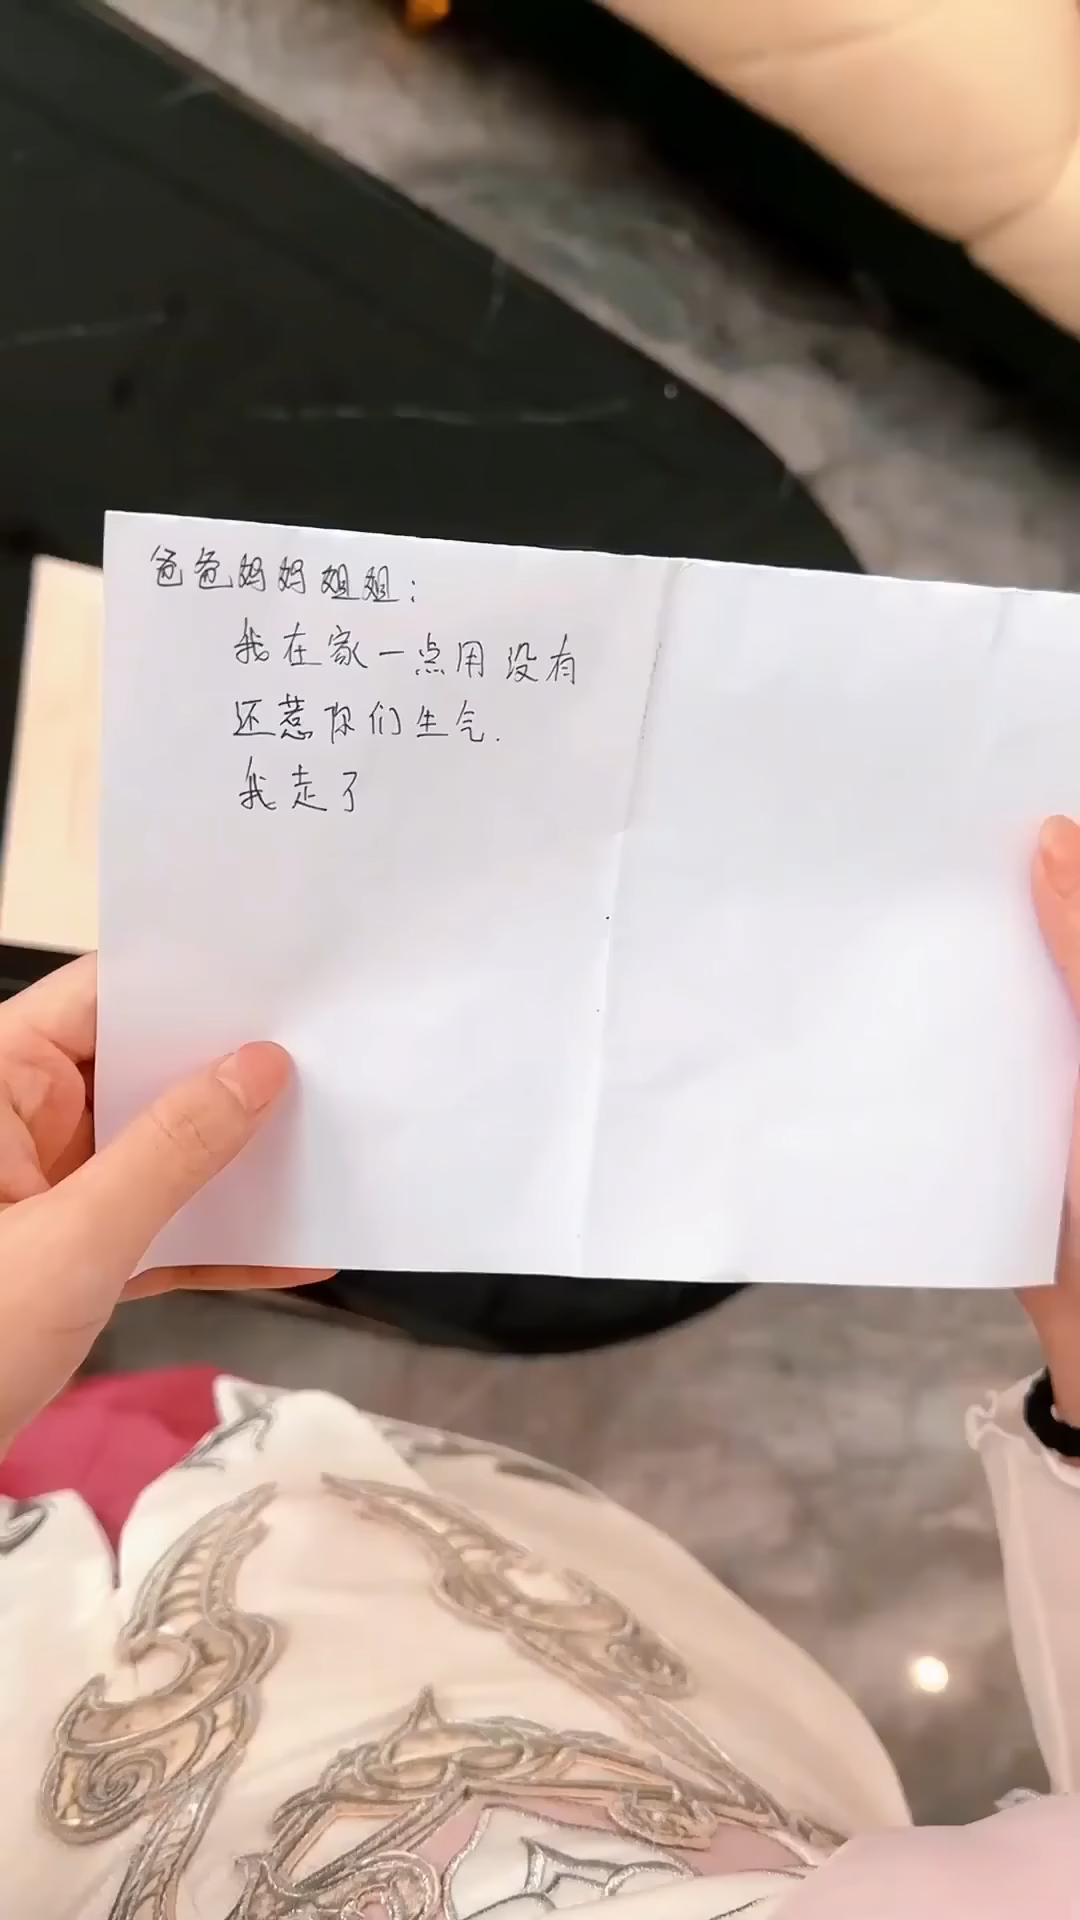 爸爸妈妈姐姐：
我在家一点用没有
还惹你们生气.
我走了